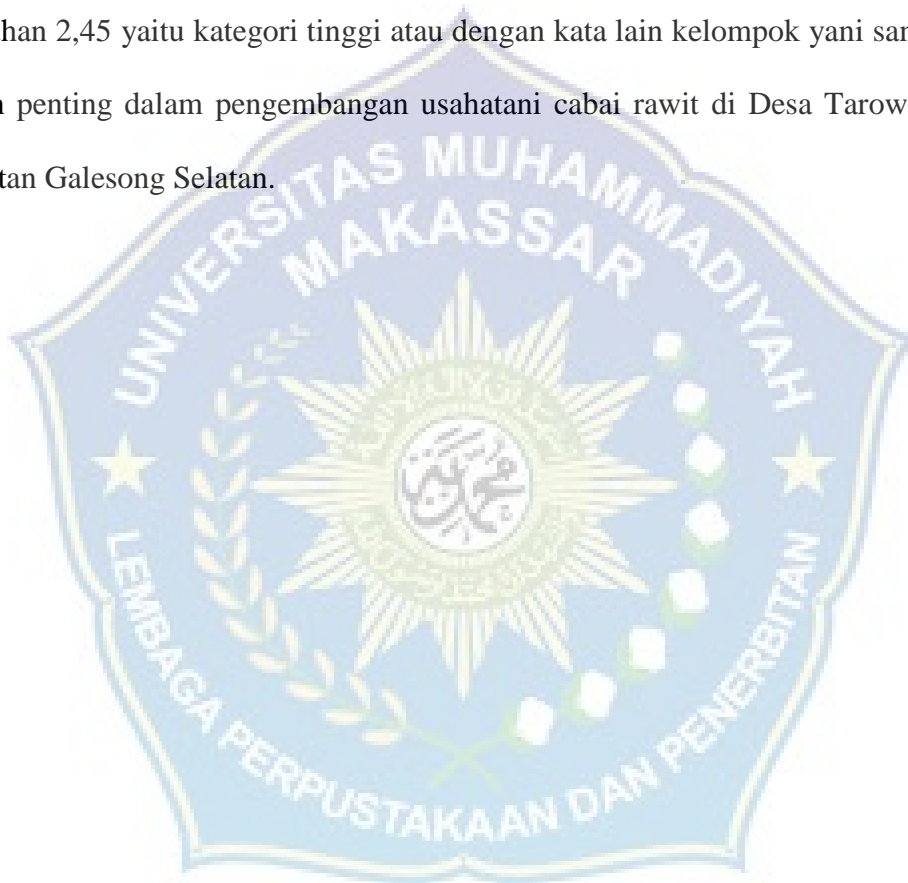 han 2,45 yaitu kategori tinggi atau dengan kata lain kelompok yani san
penting dalam pengembangan usahatani cabai rawit di Desa Tarow
tan Galesong Selatan.
UNIVERSITAS MUHAMMADIYAH
MAKASSAR
LEMBAGA PERPUSTAKAAN DAN PENERBITAN